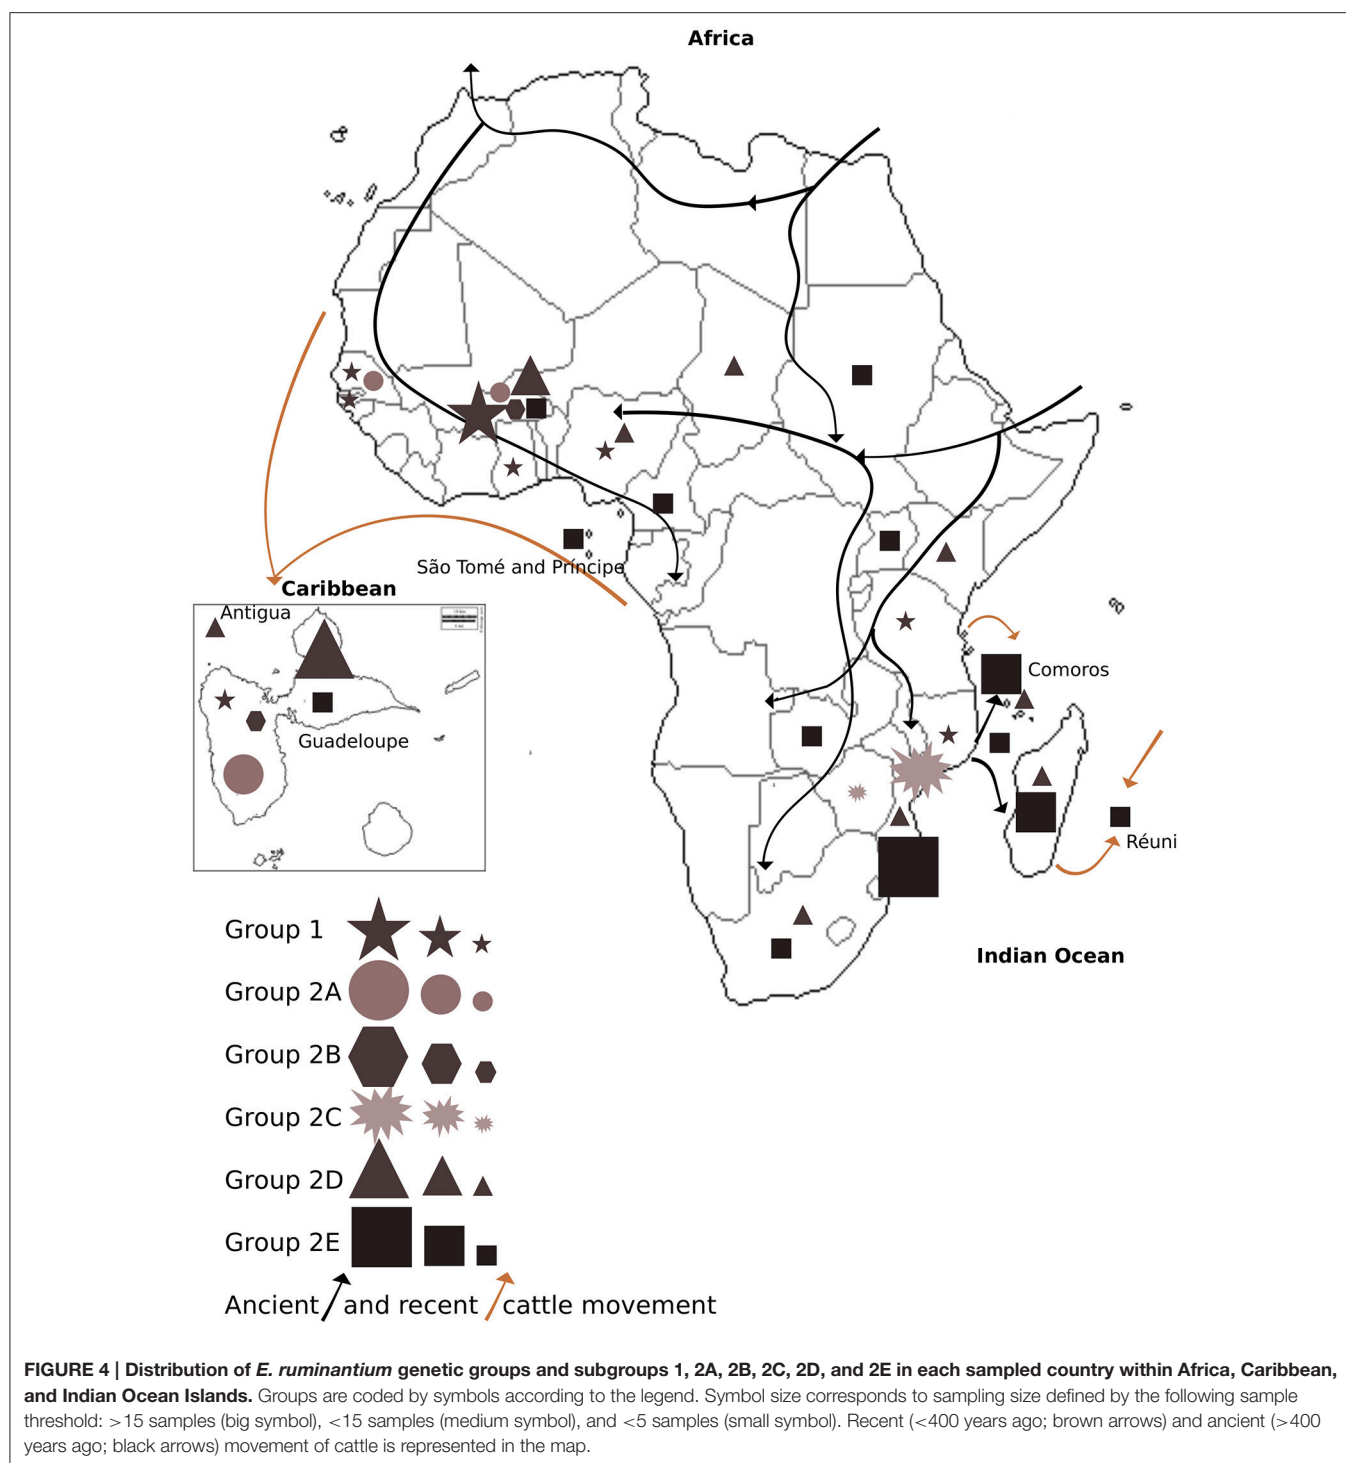 Africa
São Tomé and Príncipe
Caribbean
Antigua
Guadeloupe
Comoros
Réuni
Indian Ocean
Group 1
Group 2A
Group 2B
Group 2C
Group 2D
Group 2E
Ancient and recent cattle movement
FIGURE 4 | Distribution of E. ruminantium genetic groups and subgroups 1, 2A, 2B, 2C, 2D, and 2E in each sampled country within Africa, Caribbean,
and Indian Ocean Islands. Groups are coded by symbols according to the legend. Symbol size corresponds to sampling size defined by the following sample
threshold: >15 samples (big symbol), <15 samples (medium symbol), and <5 samples (small symbol). Recent (<400 years ago; brown arrows) and ancient (>400
years ago; black arrows) movement of cattle is represented in the map.